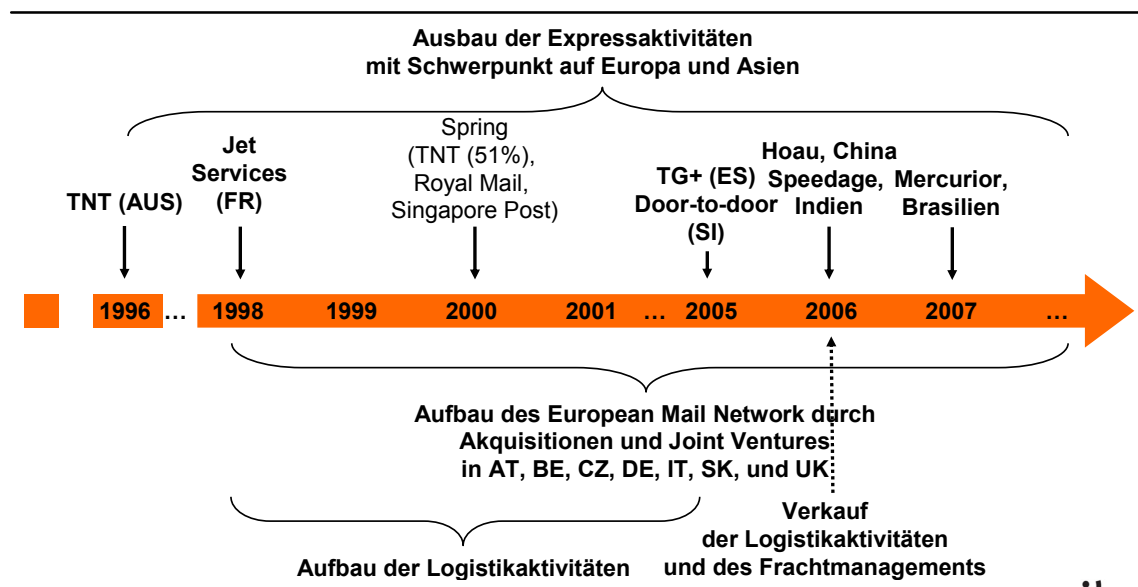 Ausbau der Expressaktivitäten
mit Schwerpunkt auf Europa und Asien
TNT (AUS)
Jet
Services
(FR)
Spring
(TNT (51%),
Royal Mail,
Singapore Post)
TG+ (ES)
Door-to-door
(SI)
Hoau, China
Speedage,
Indien
Mercurior,
Brasilien
1996 … 1998 1999 2000 2001 … 2005 2006 2007 …
Aufbau des European Mail Network durch
Akquisitionen und Joint Ventures
in AT, BE, CZ, DE, IT, SK, und UK
Verkauf
der Logistikaktivitäten
und des Frachtmanagements
Aufbau der Logistikaktivitäten